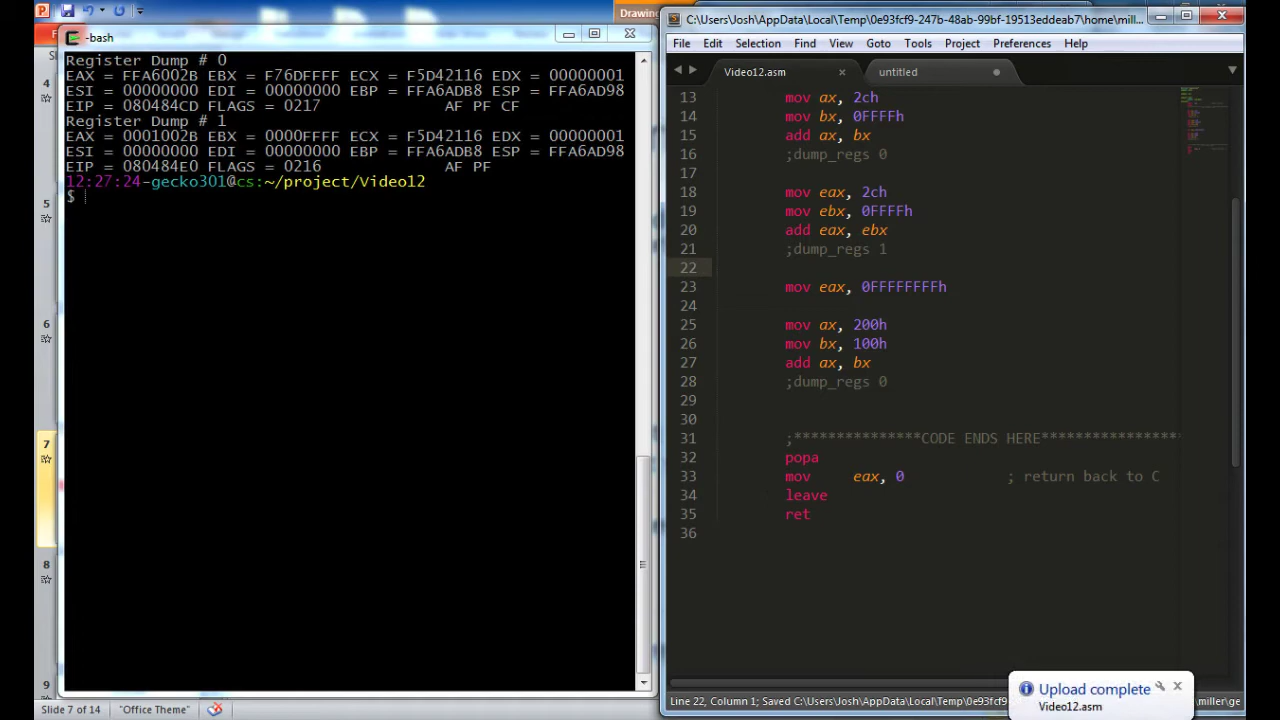 Drawing
-bash
Register Dump # 0
EAX = FFA6002B EBX = F76DFFFF ECX = F5D42116 EDX = 00000001
ESI = 00000000 EDI = 00000000 EBP = FFA6ADB8 ESP = FFA6AD98
EIP = 080484CD FLAGS = 0217 AF PF CF
Register Dump # 1
EAX = 0001002B EBX = 0000FFFF ECX = F5D42116 EDX = 00000001
ESI = 00000000 EDI = 00000000 EBP = FFA6ADB8 ESP = FFA6AD98
EIP = 080484E0 FLAGS = 0216 AF PF
12:27:24-gecko301@cs:~/project/Video12
$
4
5
6
7
8
9
Slide 7 of 14 "Office Theme"
C:\Users\Josh\AppData\Local\Temp\0e93fcf9-247b-48ab-99bf-19513eddeab7\home\mill...
File Edit Selection Find View Goto Tools Project Preferences Help
Video12.asm untitled
13 mov ax, 2ch
14 mov bx, 0FFFFh
15 add ax, bx
16 ;dump_regs 0
17
18 mov eax, 2ch
19 mov ebx, 0FFFFh
20 add eax, ebx
21 ;dump_regs 1
22
23 mov eax, 0FFFFFFFFh
24
25 mov ax, 200h
26 mov bx, 100h
27 add ax, bx
28 ;dump_regs 0
29
30
31 ;***************CODE ENDS HERE*****************
32 popa
33 mov eax, 0 ; return back to C
34 leave
35 ret
36
Upload complete
Video12.asm
Line 22, Column 1; Saved C:\Users\Josh\AppData\Local\Temp\0e93fcf9 miller\ge